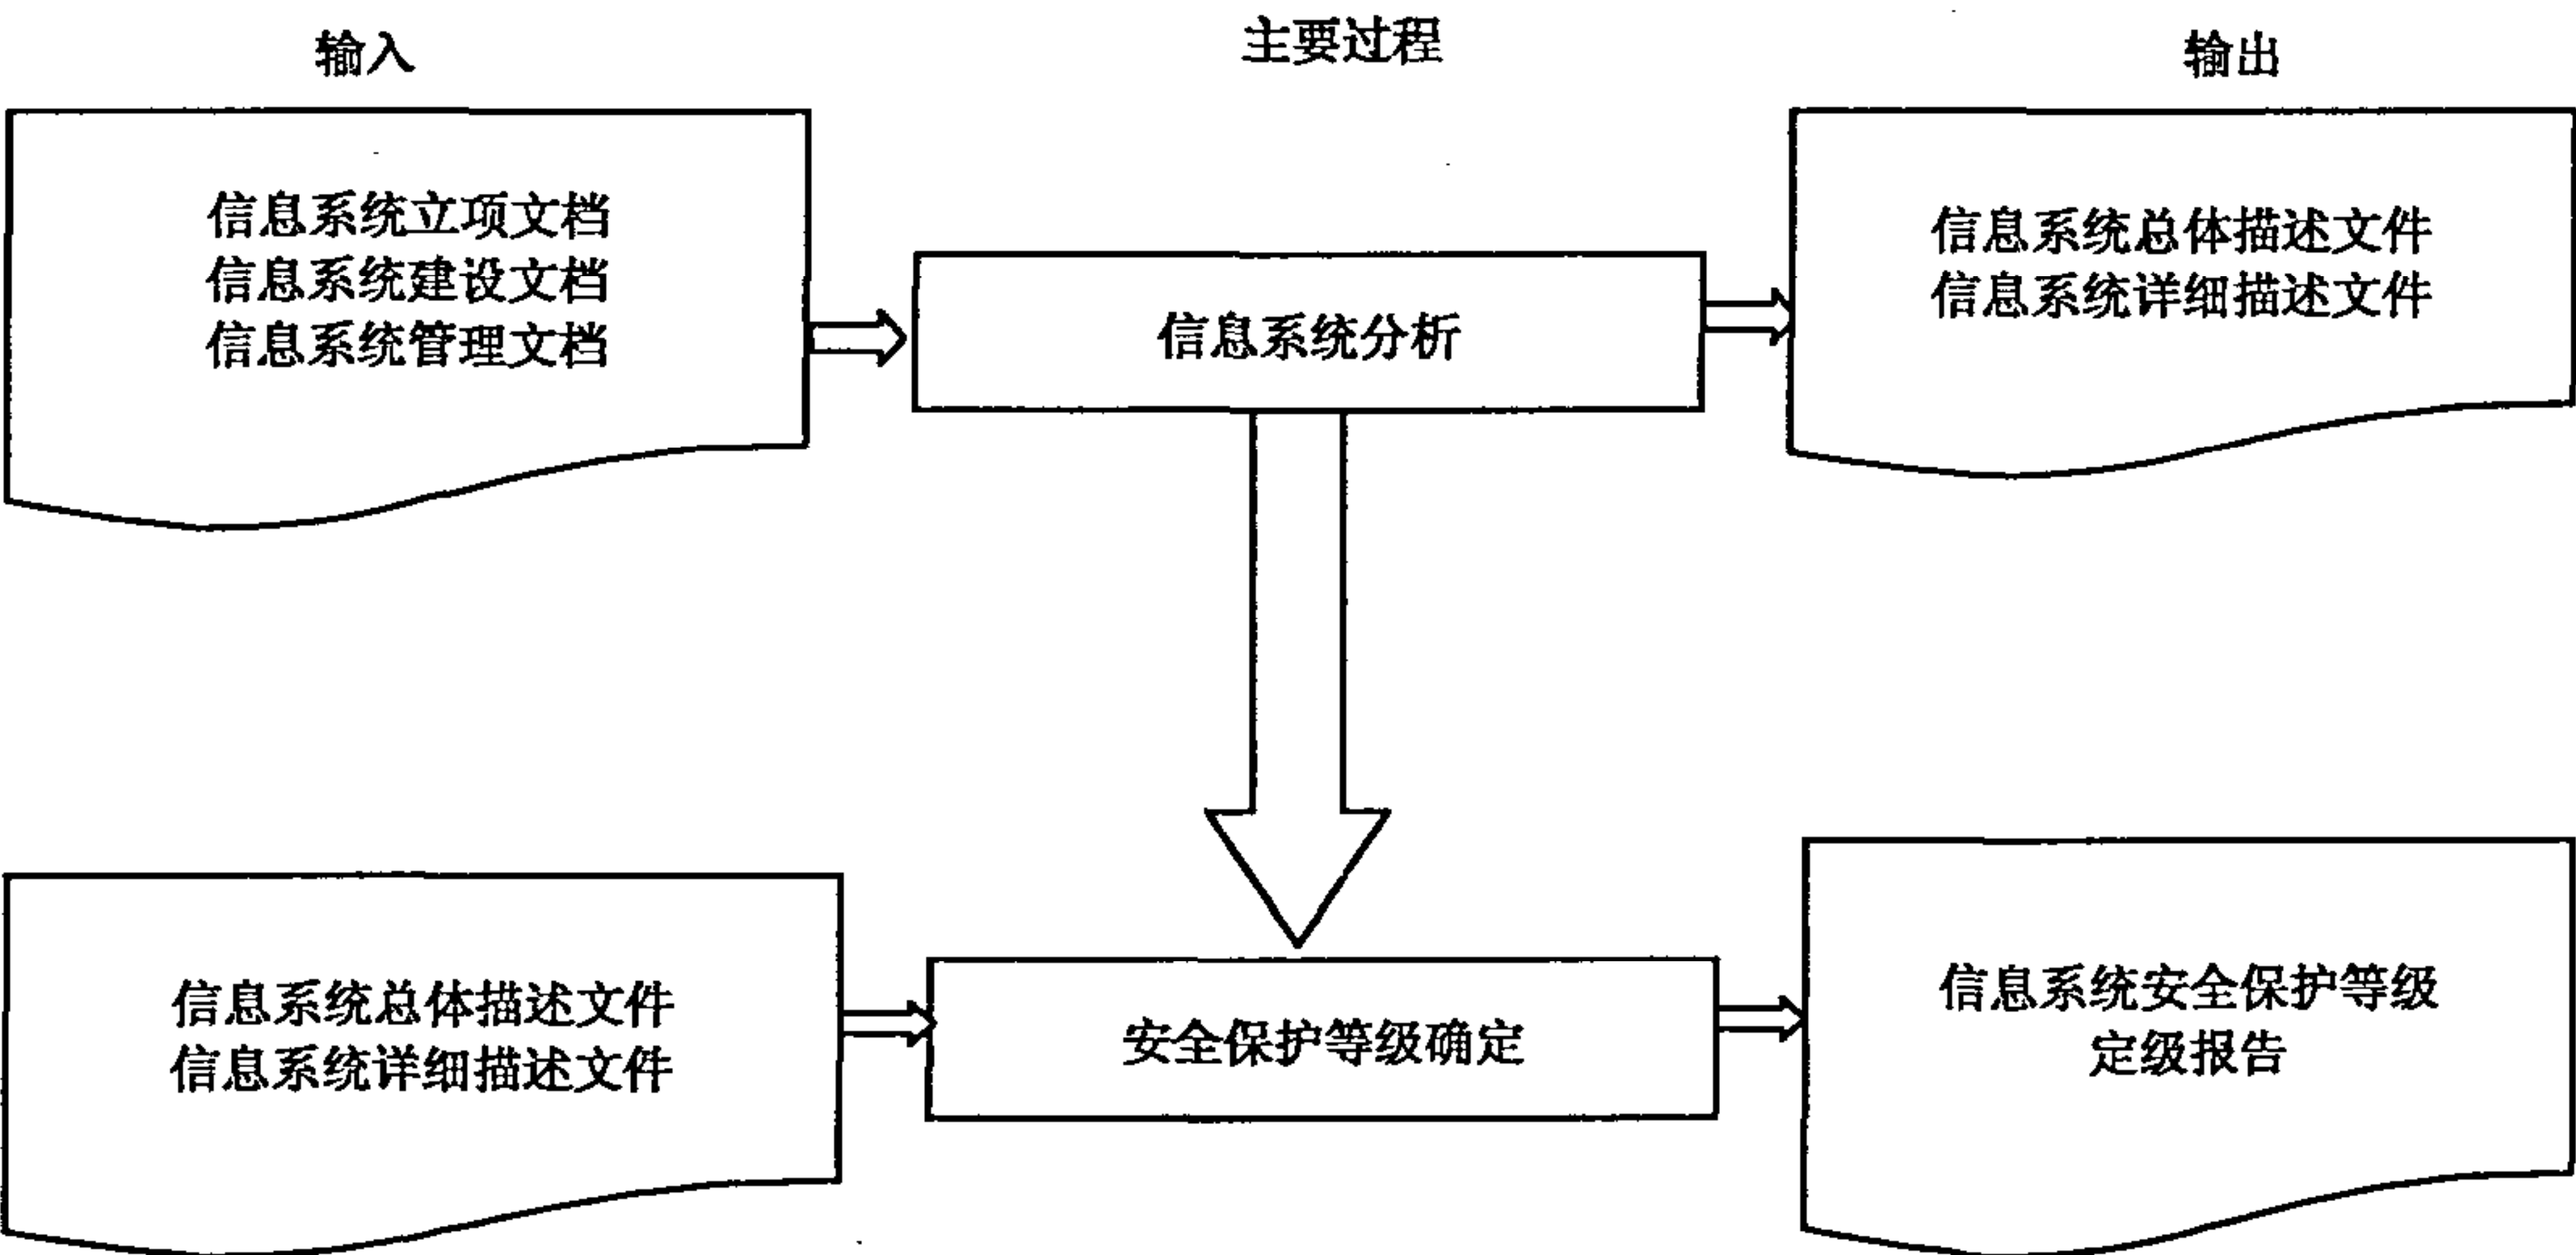 输入
主要过程
输出
信息系统立项文档
信息系统建设文档
信息系统管理文档
信息系统分析
信息系统总体描述文件
信息系统详细描述文件
信息系统总体描述文件
信息系统详细描述文件
安全保护等级确定
信息系统安全保护等级
定级报告